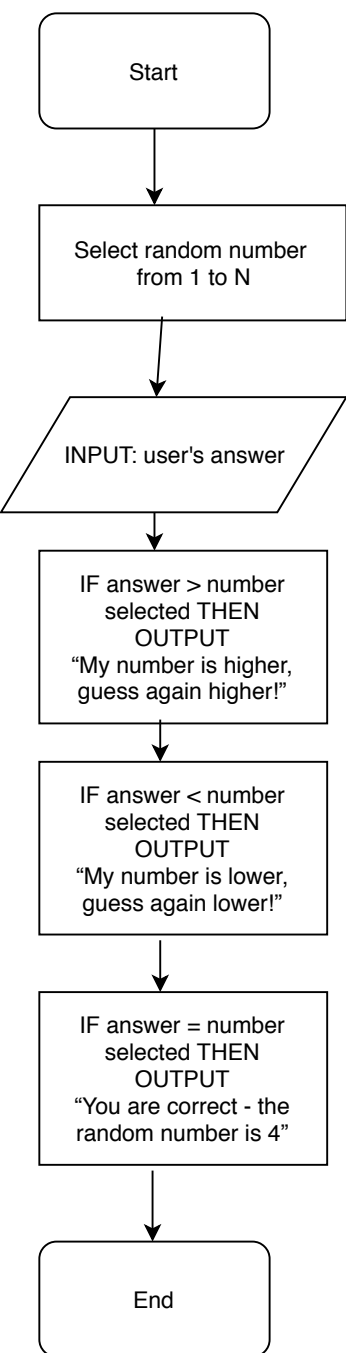 Start
Select random number
from 1 to N
INPUT: user's answer
IF answer > number
selected THEN
OUTPUT
“My number is higher,
guess again higher!”
IF answer < number
selected THEN
OUTPUT
“My number is lower,
guess again lower!”
IF answer = number
selected THEN
OUTPUT
“You are correct - the
random number is 4”
End